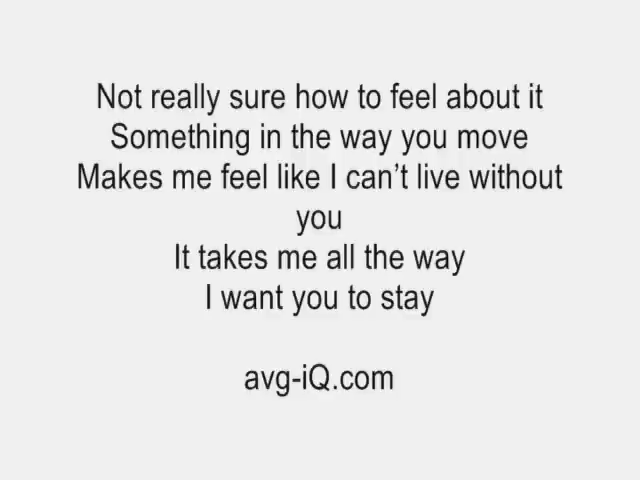 Not really sure how to feel about it
Something in the way you move
Makes me feel like I can’t live without
you
It takes me all the way
I want you to stay
avg-iQ.com